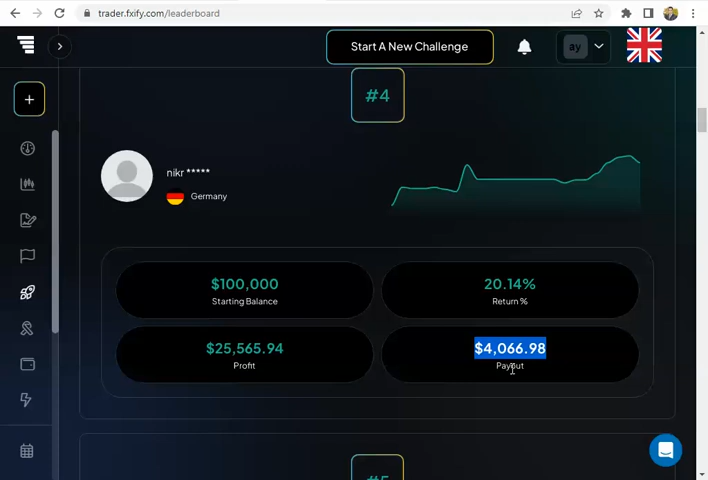 trader.fxify.com/leaderboard
Start A New Challenge
ay
#4
nikr *****
Germany
$100,000
Starting Balance
20.14%
Return %
$25,565.94
Profit
$4,066.98
Payout
#5